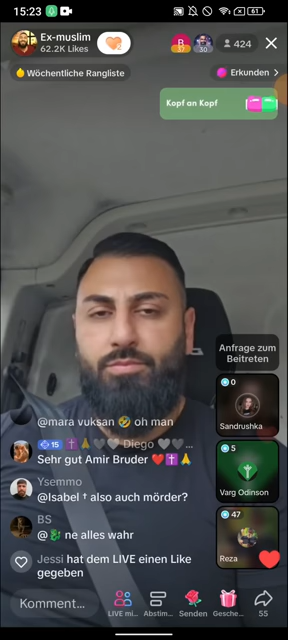 15:23
61
Ex-muslim
62.2K Likes
37
30
424
Wöchentliche Rangliste
Erkunden >
Kopf an Kopf
Anfrage zum
Beitreten
0
Sandrushka
5
Varg Odinson
47
Reza
@mara vuksan 🤣 oh man
15 ✝️🙏🖤🤍 Diego 🤍🖤...
Sehr gut Amir Bruder ❤️✝️🙏
Ysemmo
@Isabel † also auch mörder?
BS
@🐉 ne alles wahr
Jessi hat dem LIVE einen Like
gegeben
Komment...
LIVE mi...
Abstim...
Senden
Gesche...
55